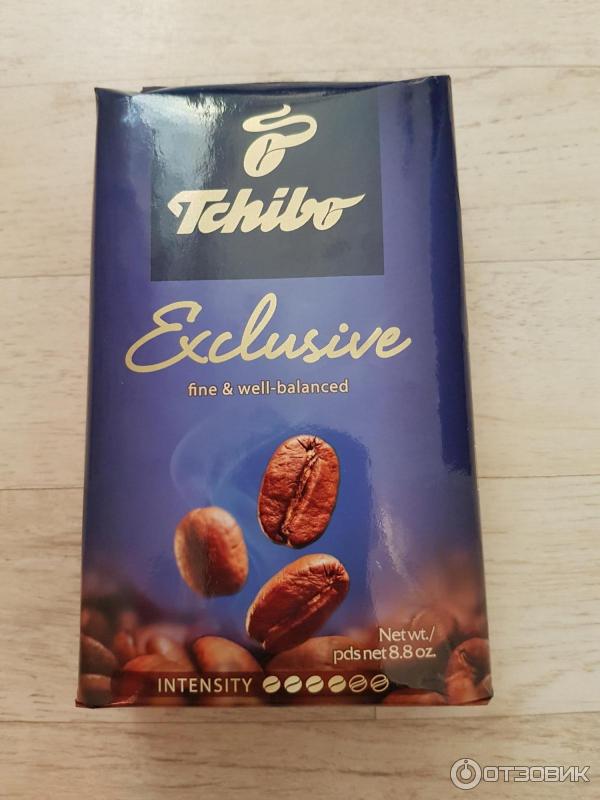 Tchibo
Exclusive
fine & well-balanced
Net wt./
pds net 8.8 oz.
INTENSITY
ОТЗОВИК